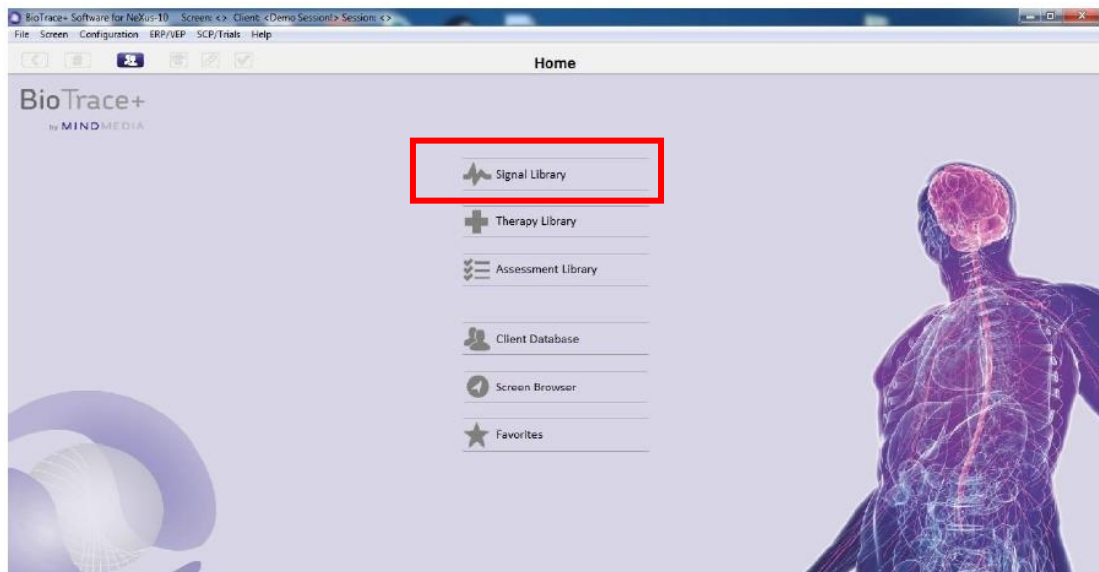 BioTrace+ Software for NeXus-10 Screen: <> Client: <Demo Session!> Session: <>
File Screen Configuration ERP/VEP SCP/Trials Help
Home
BioTrace+
by MINDMEDIA
Signal Library
Therapy Library
Assessment Library
Client Database
Screen Browser
Favorites